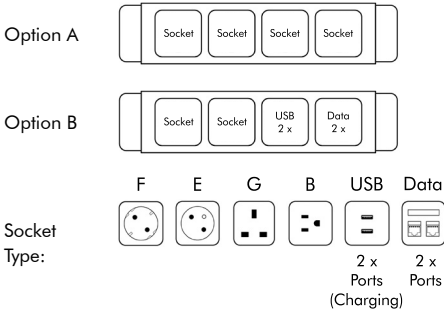 Option A
Socket Socket Socket Socket
Option B
Socket Socket USB 2 x Data 2 x
F E G B USB Data
Socket Type:
2 x Ports (Charging)
2 x Ports